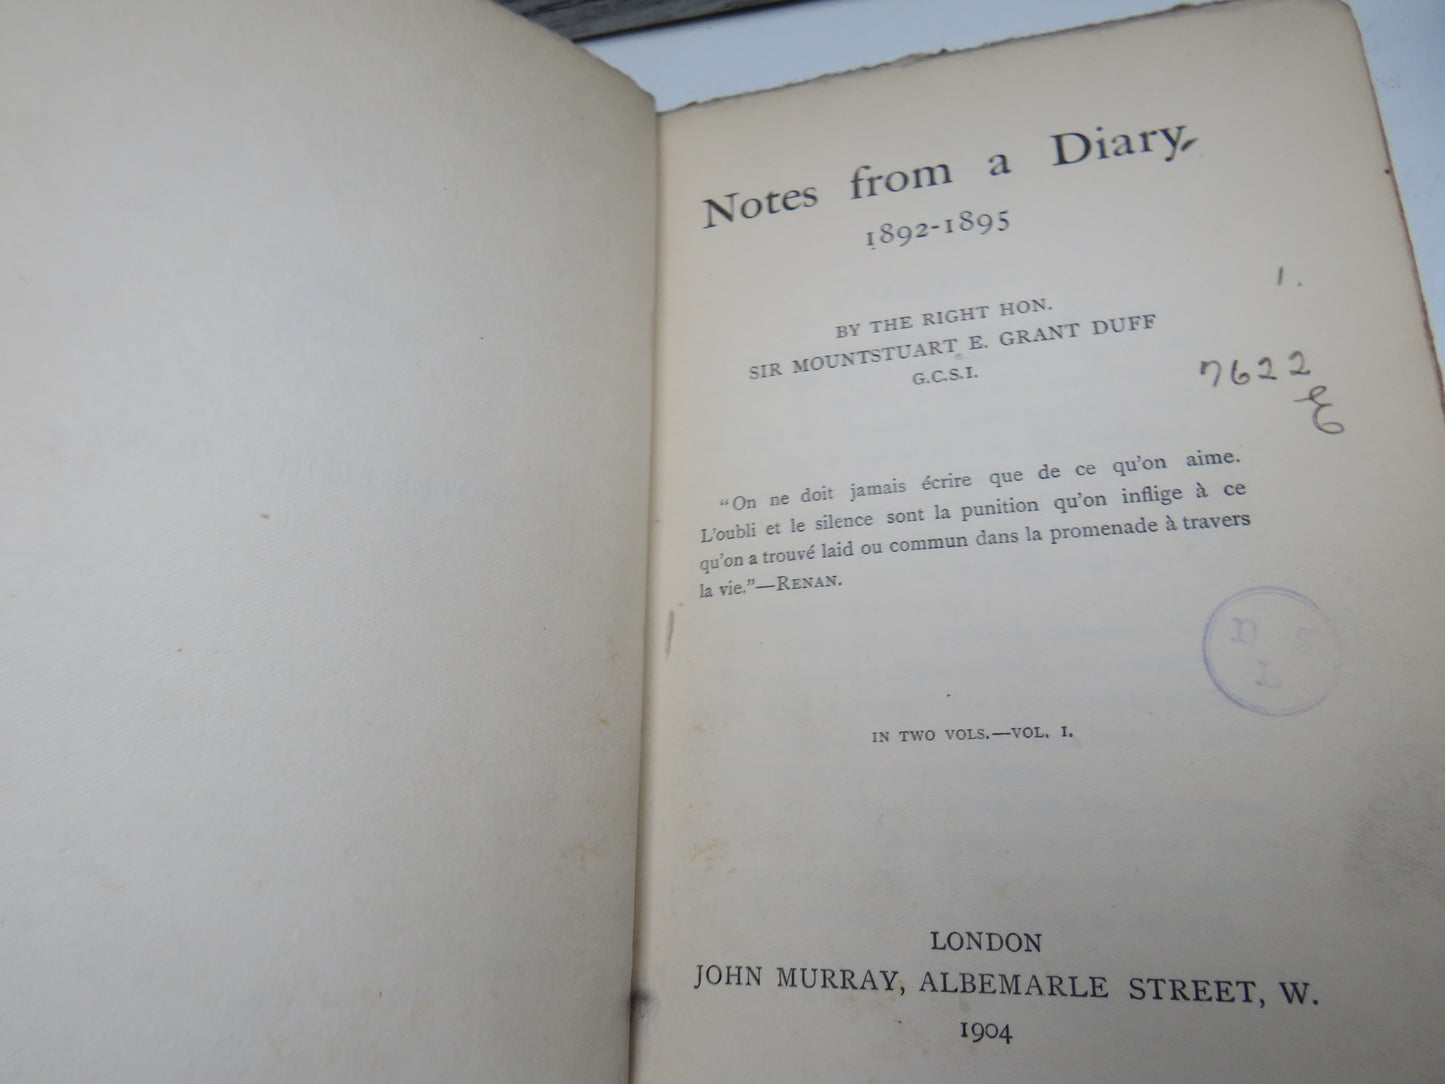 Notes from a Diary
1892-1895
BY THE RIGHT HON.
SIR MOUNTSTUART E. GRANT DUFF
G.C.S.I.
1.
7622
“On ne doit jamais écrire que de ce qu’on aime.
L’oubli et le silence sont la punition qu’on inflige à ce
qu’on a trouvé laid ou commun dans la promenade à travers
la vie.”—RENAN.
D S
L
IN TWO VOLS.—VOL. I.
LONDON
JOHN MURRAY, ALBEMARLE STREET, W.
1904